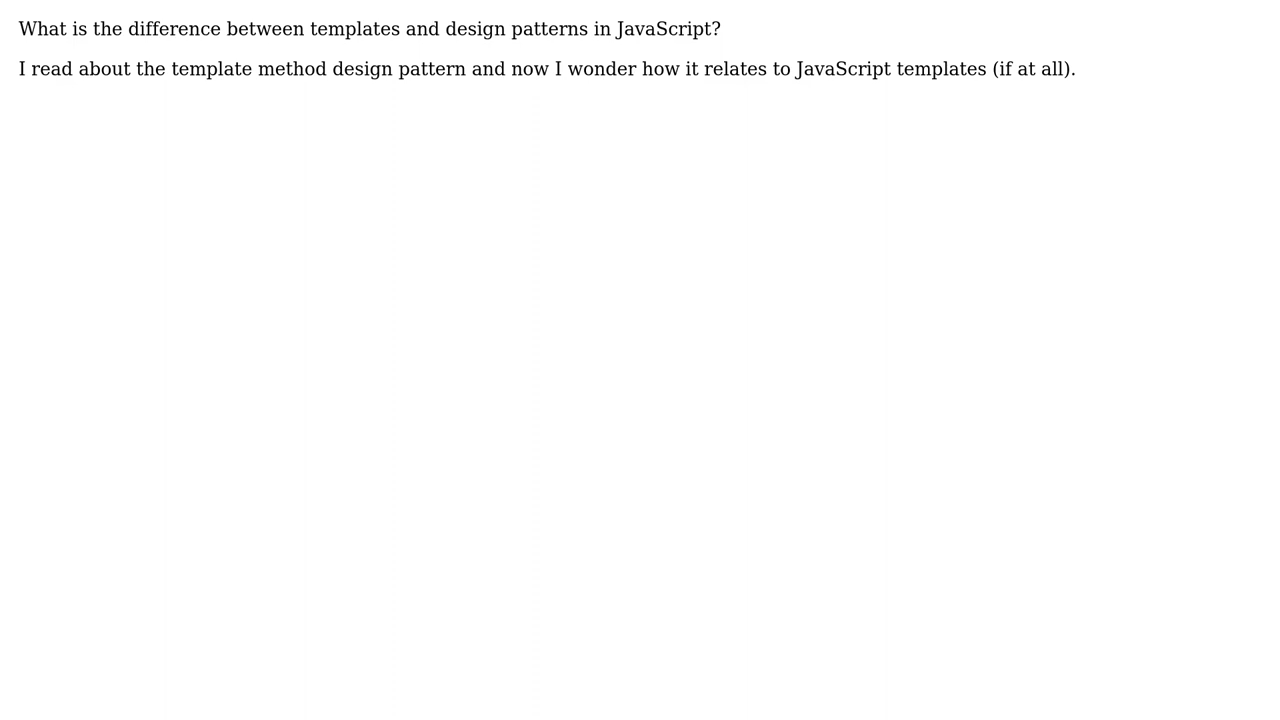 What is the difference between templates and design patterns in JavaScript?
I read about the template method design pattern and now I wonder how it relates to JavaScript templates (if at all).